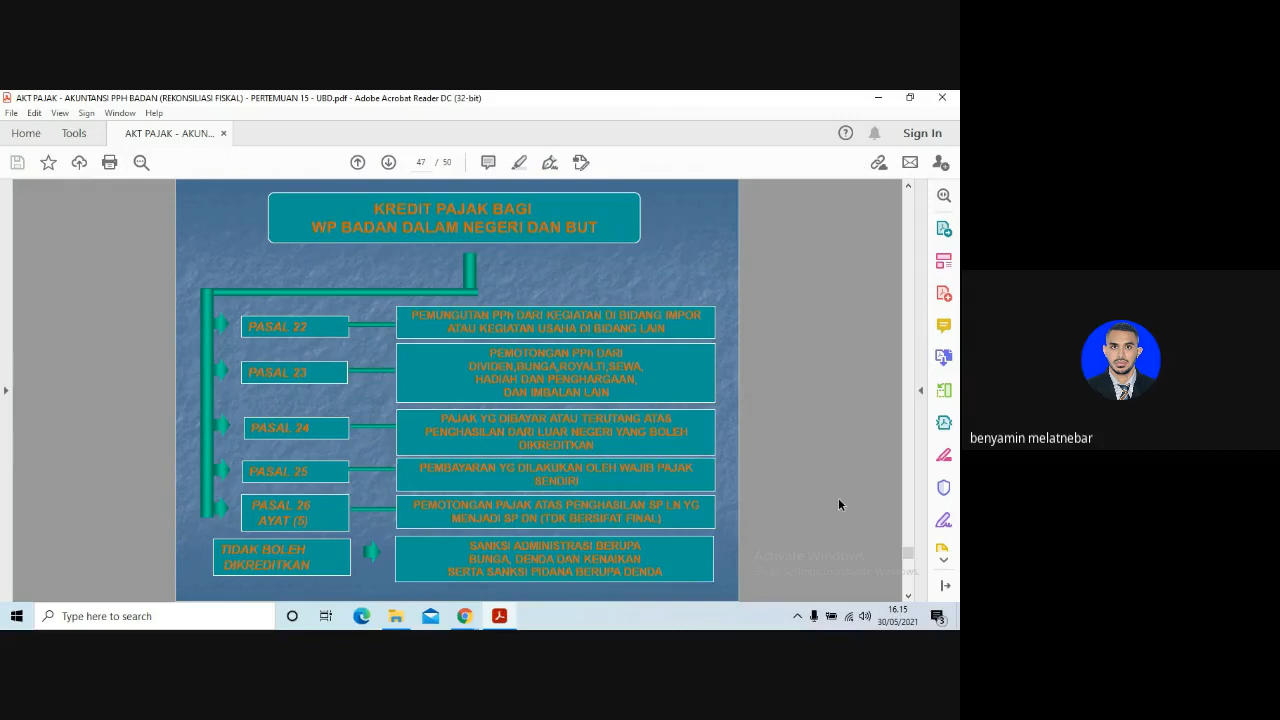 AKT PAJAK - AKUNTANSI PPH BADAN (REKONSILIASI FISKAL) - PERTEMUAN 15 - UBD.pdf - Adobe Acrobat Reader DC (32-bit)
File Edit View Sign Window Help
Home Tools AKT PAJAK - AKUN... × Sign In
47 / 50
KREDIT PAJAK BAGI
WP BADAN DALAM NEGERI DAN BUT
PASAL 22
PEMUNGUTAN PPh DARI KEGIATAN DI BIDANG IMPOR
ATAU KEGIATAN USAHA DI BIDANG LAIN
PASAL 23
PEMOTONGAN PPh DARI
DIVIDEN,BUNGA,ROYALTI,SEWA,
HADIAH DAN PENGHARGAAN,
DAN IMBALAN LAIN
PASAL 24
PAJAK YG DIBAYAR ATAU TERUTANG ATAS
PENGHASILAN DARI LUAR NEGERI YANG BOLEH
DIKREDITKAN
PASAL 25
PEMBAYARAN YG DILAKUKAN OLEH WAJIB PAJAK
SENDIRI
PASAL 26
AYAT (5)
PEMOTONGAN PAJAK ATAS PENGHASILAN SP LN YG
MENJADI SP DN (TDK BERSIFAT FINAL)
TIDAK BOLEH
DIKREDITKAN
SANKSI ADMINISTRASI BERUPA
BUNGA, DENDA DAN KENAIKAN
SERTA SANKSI PIDANA BERUPA DENDA
Activate Windows
Go to Settings to activate Windows.
benyamin melatnebar
Type here to search
16.15
30/05/2021
3